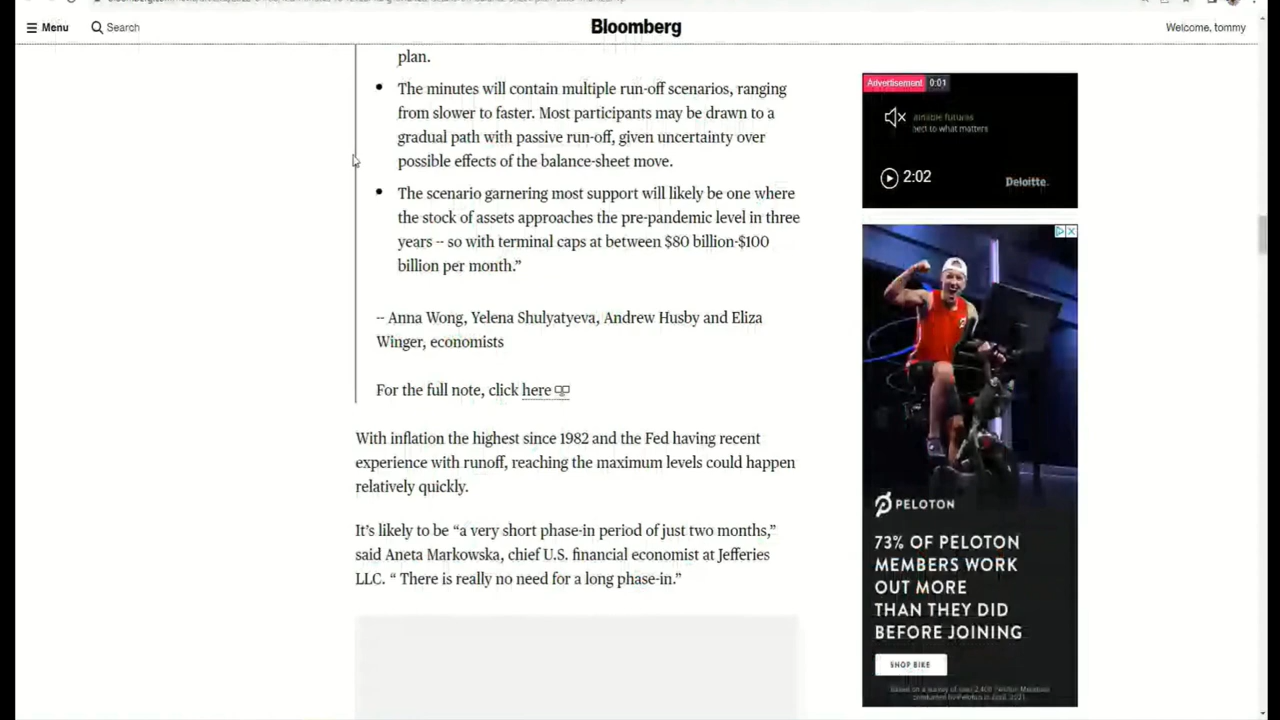 Menu
Search
Bloomberg
Welcome, tommy
plan.
• The minutes will contain multiple run-off scenarios, ranging
from slower to faster. Most participants may be drawn to a
gradual path with passive run-off, given uncertainty over
possible effects of the balance-sheet move.
• The scenario garnering most support will likely be one where
the stock of assets approaches the pre-pandemic level in three
years -- so with terminal caps at between $80 billion-$100
billion per month.”
-- Anna Wong, Yelena Shulyatyeva, Andrew Husby and Eliza
Winger, economists
For the full note, click here
With inflation the highest since 1982 and the Fed having recent
experience with runoff, reaching the maximum levels could happen
relatively quickly.
It’s likely to be “a very short phase-in period of just two months,”
said Aneta Markowska, chief U.S. financial economist at Jefferies
LLC. “ There is really no need for a long phase-in.”
Advertisement 0:01
ainable futures
ect to what matters
2:02
Deloitte.
PELOTON
73% OF PELOTON
MEMBERS WORK
OUT MORE
THAN THEY DID
BEFORE JOINING
SHOP BIKE